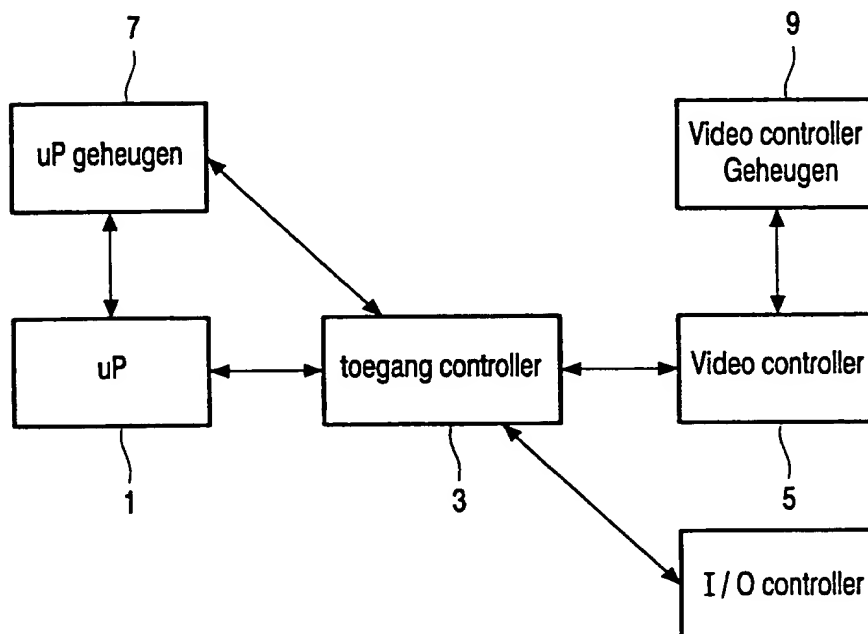 7
9
uP geheugen
Video controller
Geheugen
uP
toegang controller
Video controller
1
3
5
I / O controller